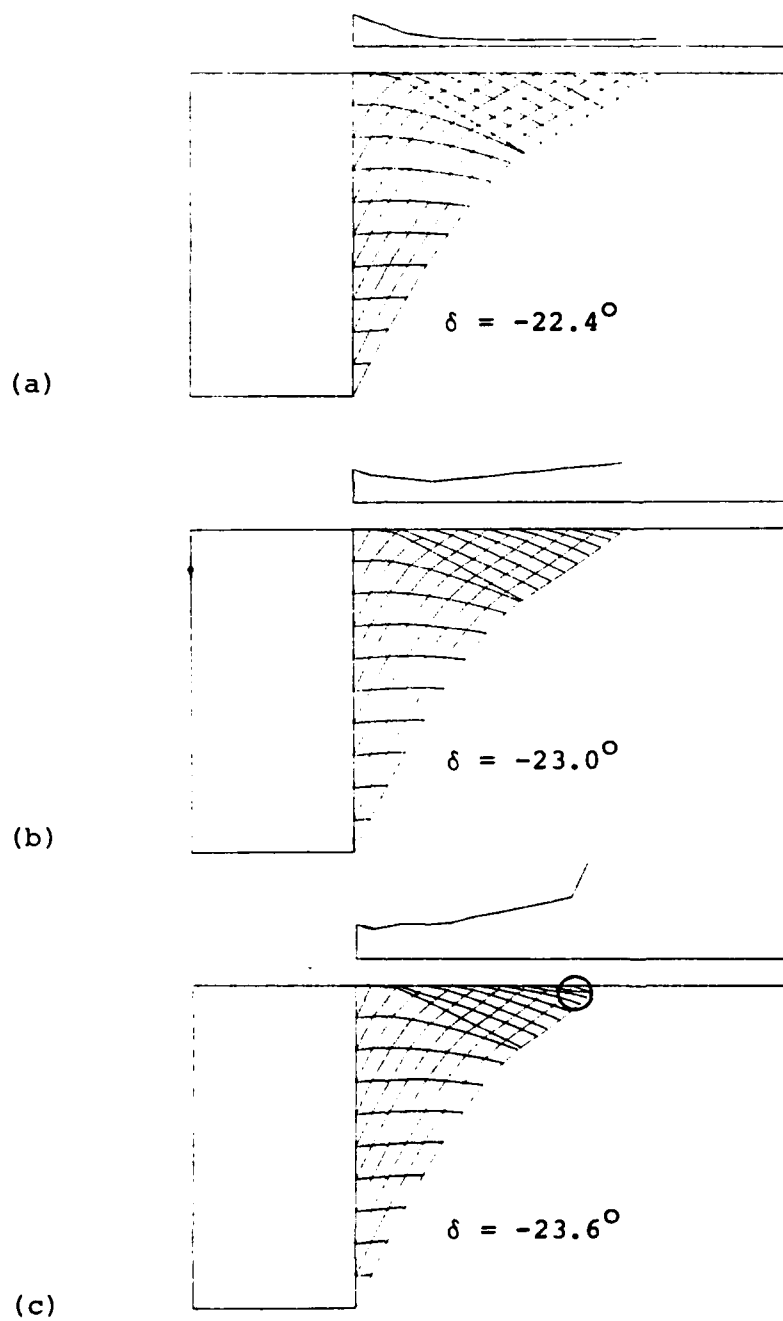 δ = -22.4°
(a)
δ = -23.0°
(b)
δ = -23.6°
(c)